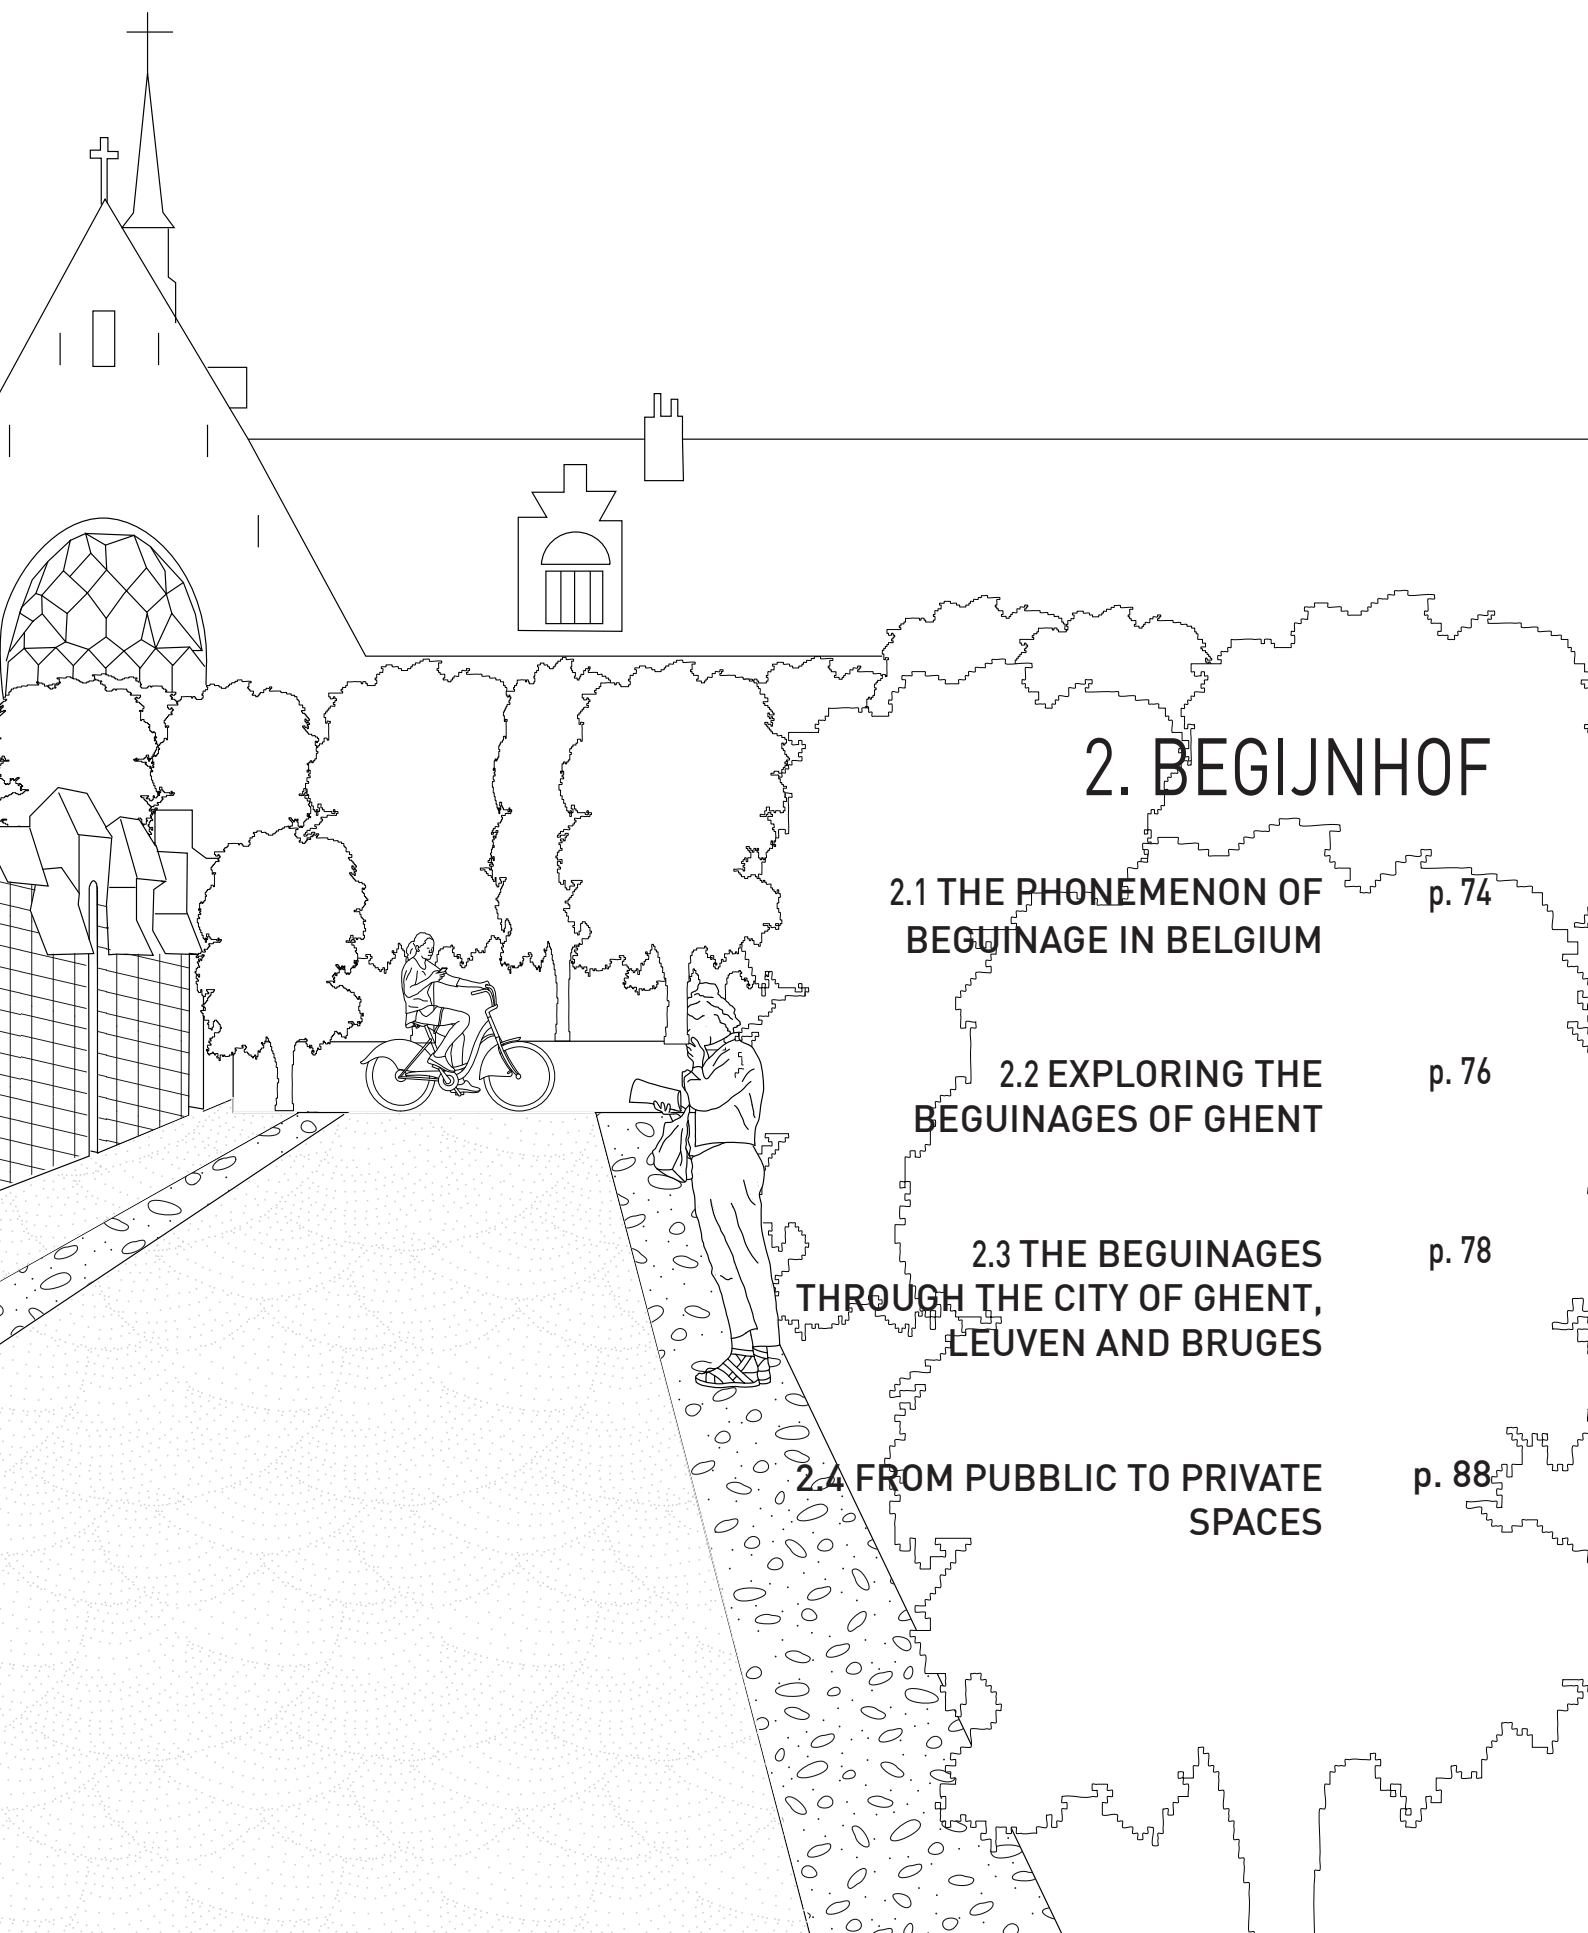 2. BEGIJNHOF
2.1 THE PHONEMENON OF p. 74
BEGUINAGE IN BELGIUM
2.2 EXPLORING THE p. 76
BEGUINAGES OF GHENT
2.3 THE BEGUINAGES p. 78
THROUGH THE CITY OF GHENT,
LEUVEN AND BRUGES
2.4 FROM PUBBLIC TO PRIVATE p. 88
SPACES